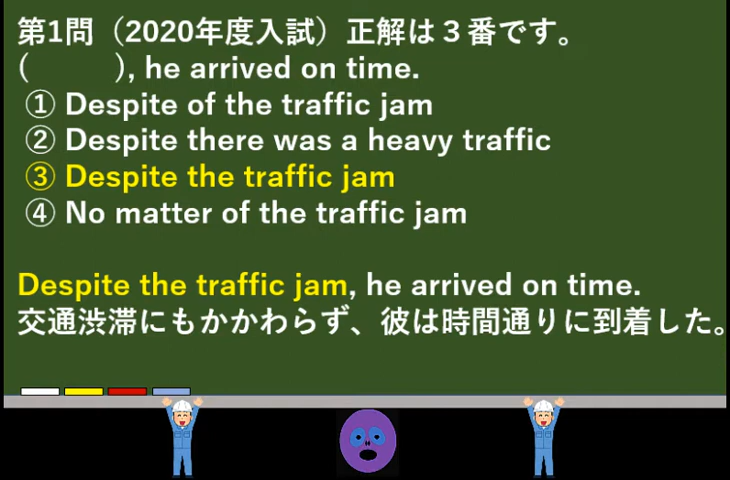 第1問（2020年度入試）正解は３番です。
(　　　), he arrived on time.
① Despite of the traffic jam
② Despite there was a heavy traffic
③ Despite the traffic jam
④ No matter of the traffic jam
Despite the traffic jam, he arrived on time.
交通渋滞にもかかわらず、彼は時間通りに到着した。